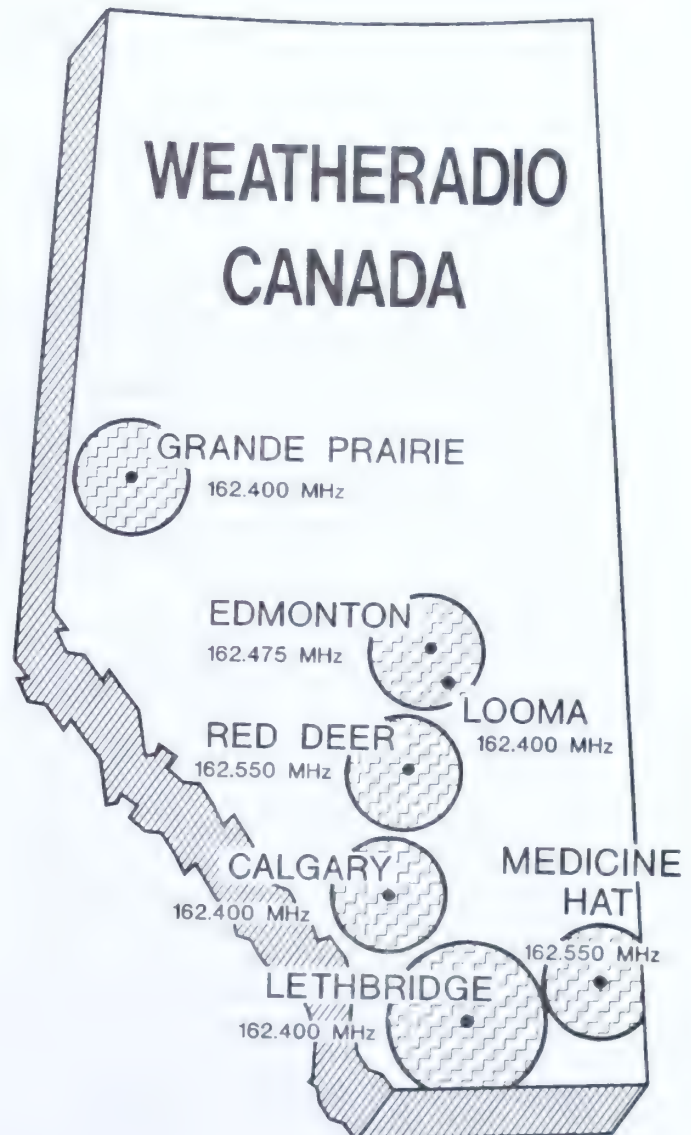 WEATHERADIO
CANADA
GRANDE PRAIRIE
162.400 MHz
EDMONTON
162.475 MHz
LOOMA
162.400 MHz
RED DEER
162.550 MHz
CALGARY
162.400 MHz
MEDICINE
HAT
162.550 MHz
LETHBRIDGE
162.400 MHz